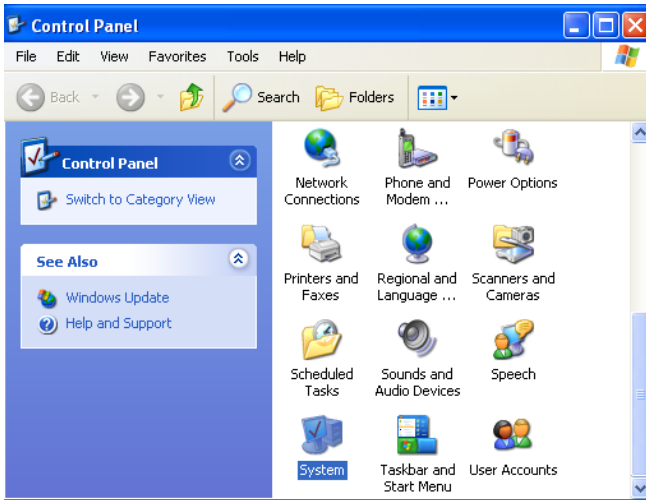 Control Panel
File Edit View Favorites Tools Help
Back Search Folders
Control Panel
Switch to Category View
See Also
Windows Update
Help and Support
Network
Connections
Phone and
Modem ...
Power Options
Printers and
Faxes
Regional and
Language ...
Scanners and
Cameras
Scheduled
Tasks
Sounds and
Audio Devices
Speech
System
Taskbar and
Start Menu
User Accounts